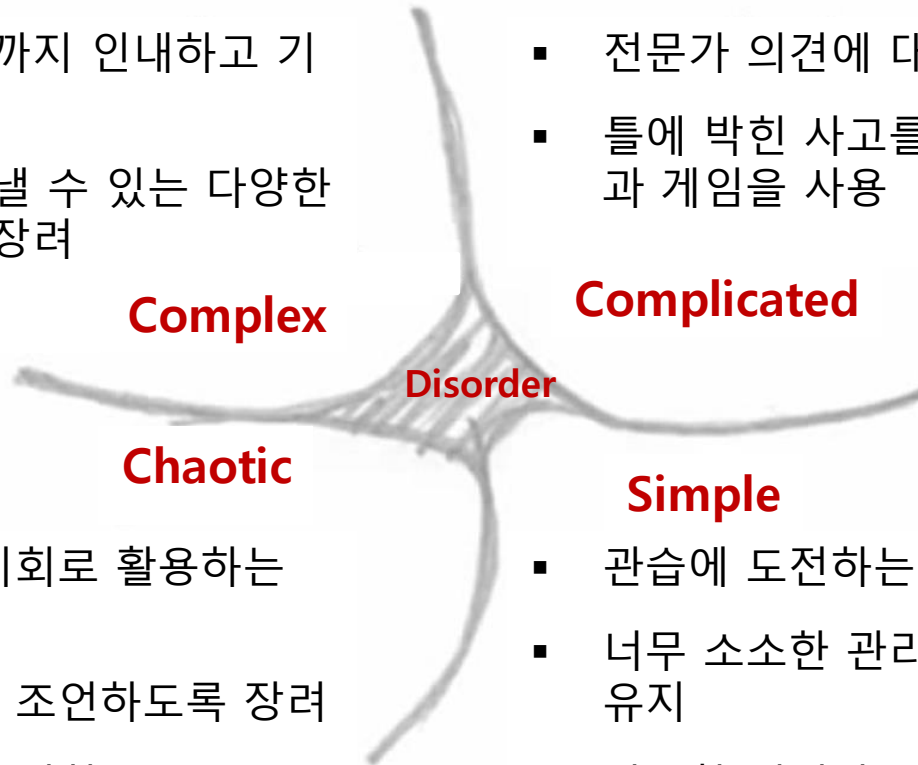 까지 인내하고 기
낼 수 있는 다양한
장려
Complex
▪ 전문가 의견에 대
▪ 틀에 박힌 사고를
과 게임을 사용
Complicated
Disorder
Chaotic
기회로 활용하는
조언하도록 장려
Simple
▪ 관습에 도전하는
▪ 너무 소소한 관리
유지